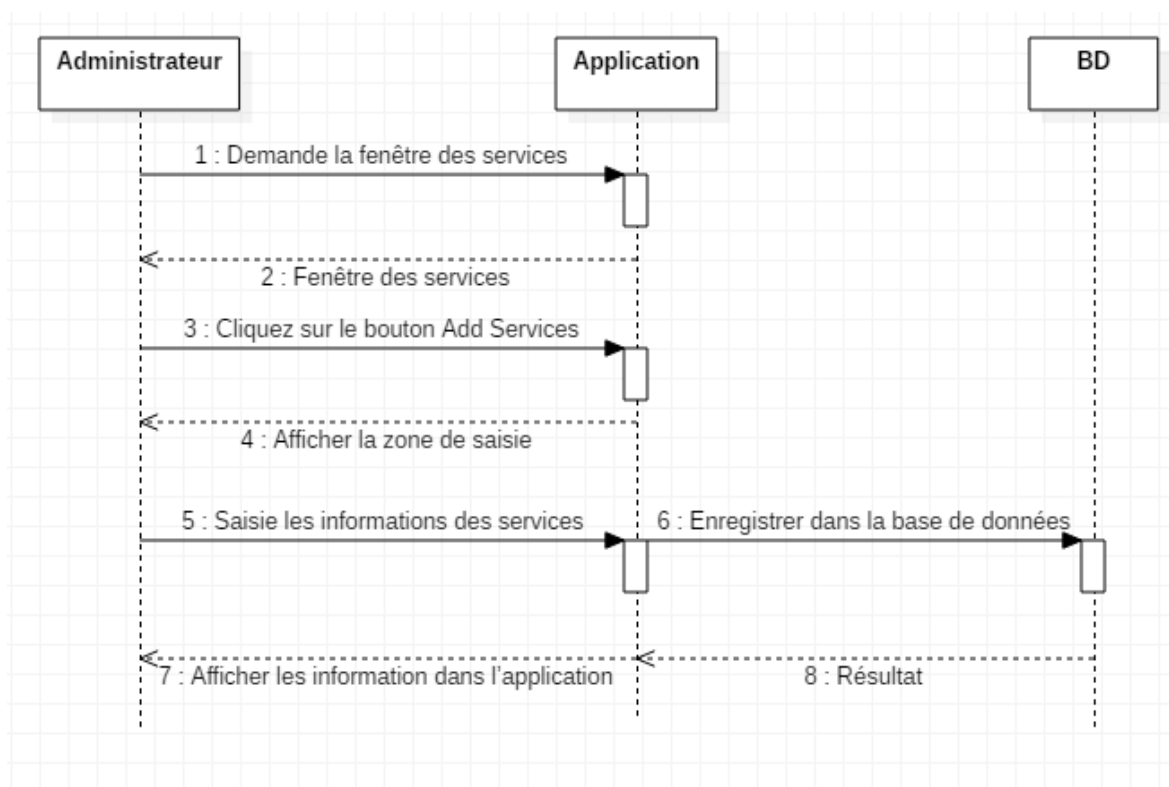 Administrateur
Application
BD
1 : Demande la fenêtre des services
2 : Fenêtre des services
3 : Cliquez sur le bouton Add Services
4 : Afficher la zone de saisie
5 : Saisie les informations des services
6 : Enregistrer dans la base de données
7 : Afficher les information dans l'application
8 : Résultat